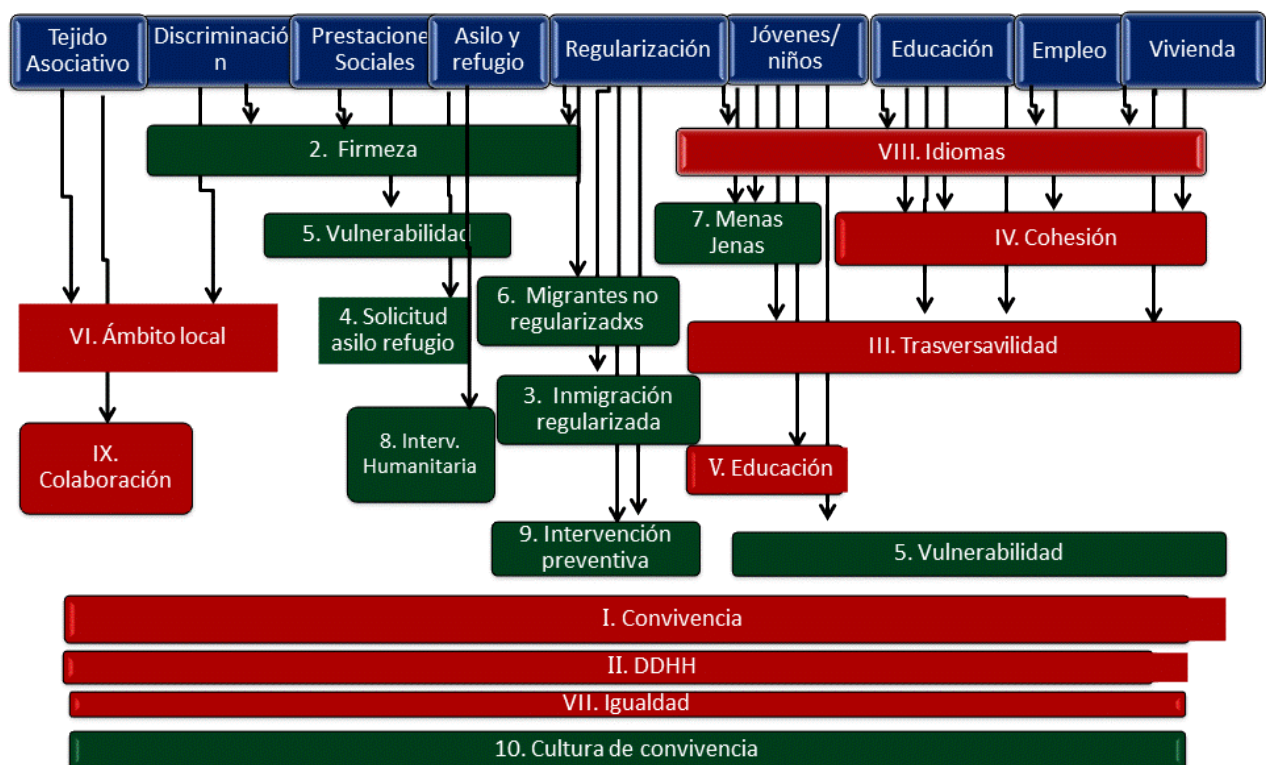 Tejido
Asociativo
Discriminació
n
Prestacione
Sociales
Asilo y
refugio
Regularización
Jóvenes/
niños
Educación
Empleo
Vivienda
2. Firmeza
VIII. Idiomas
5. Vulnerabilidad
7. Menas
Jenas
IV. Cohesión
VI. Ámbito local
4. Solicitud
asilo refugio
6. Migrantes no
regularizadxs
III. Trasversavilidad
3. Inmigración
regularizada
IX.
Colaboración
8. Interv.
Humanitaria
V. Educación
9. Intervención
preventiva
5. Vulnerabilidad
I. Convivencia
II. DDHH
VII. Igualdad
10. Cultura de convivencia